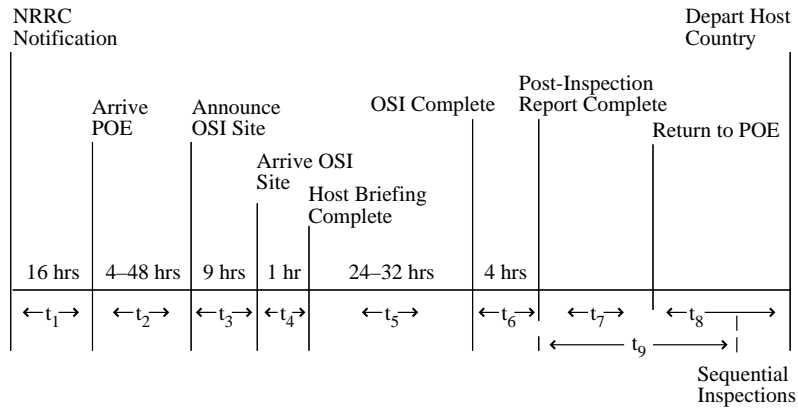 NRRC
Notification
Depart Host
Country
Post-Inspection
Report Complete
OSI Complete
Arrive
POE
Announce
OSI Site
Return to POE
Arrive OSI
Site
Host Briefing
Complete
16 hrs
4–48 hrs
9 hrs
1 hr
24–32 hrs
4 hrs
t1
t2
t3
t4
t5
t6
t7
t8
t9
Sequential
Inspections